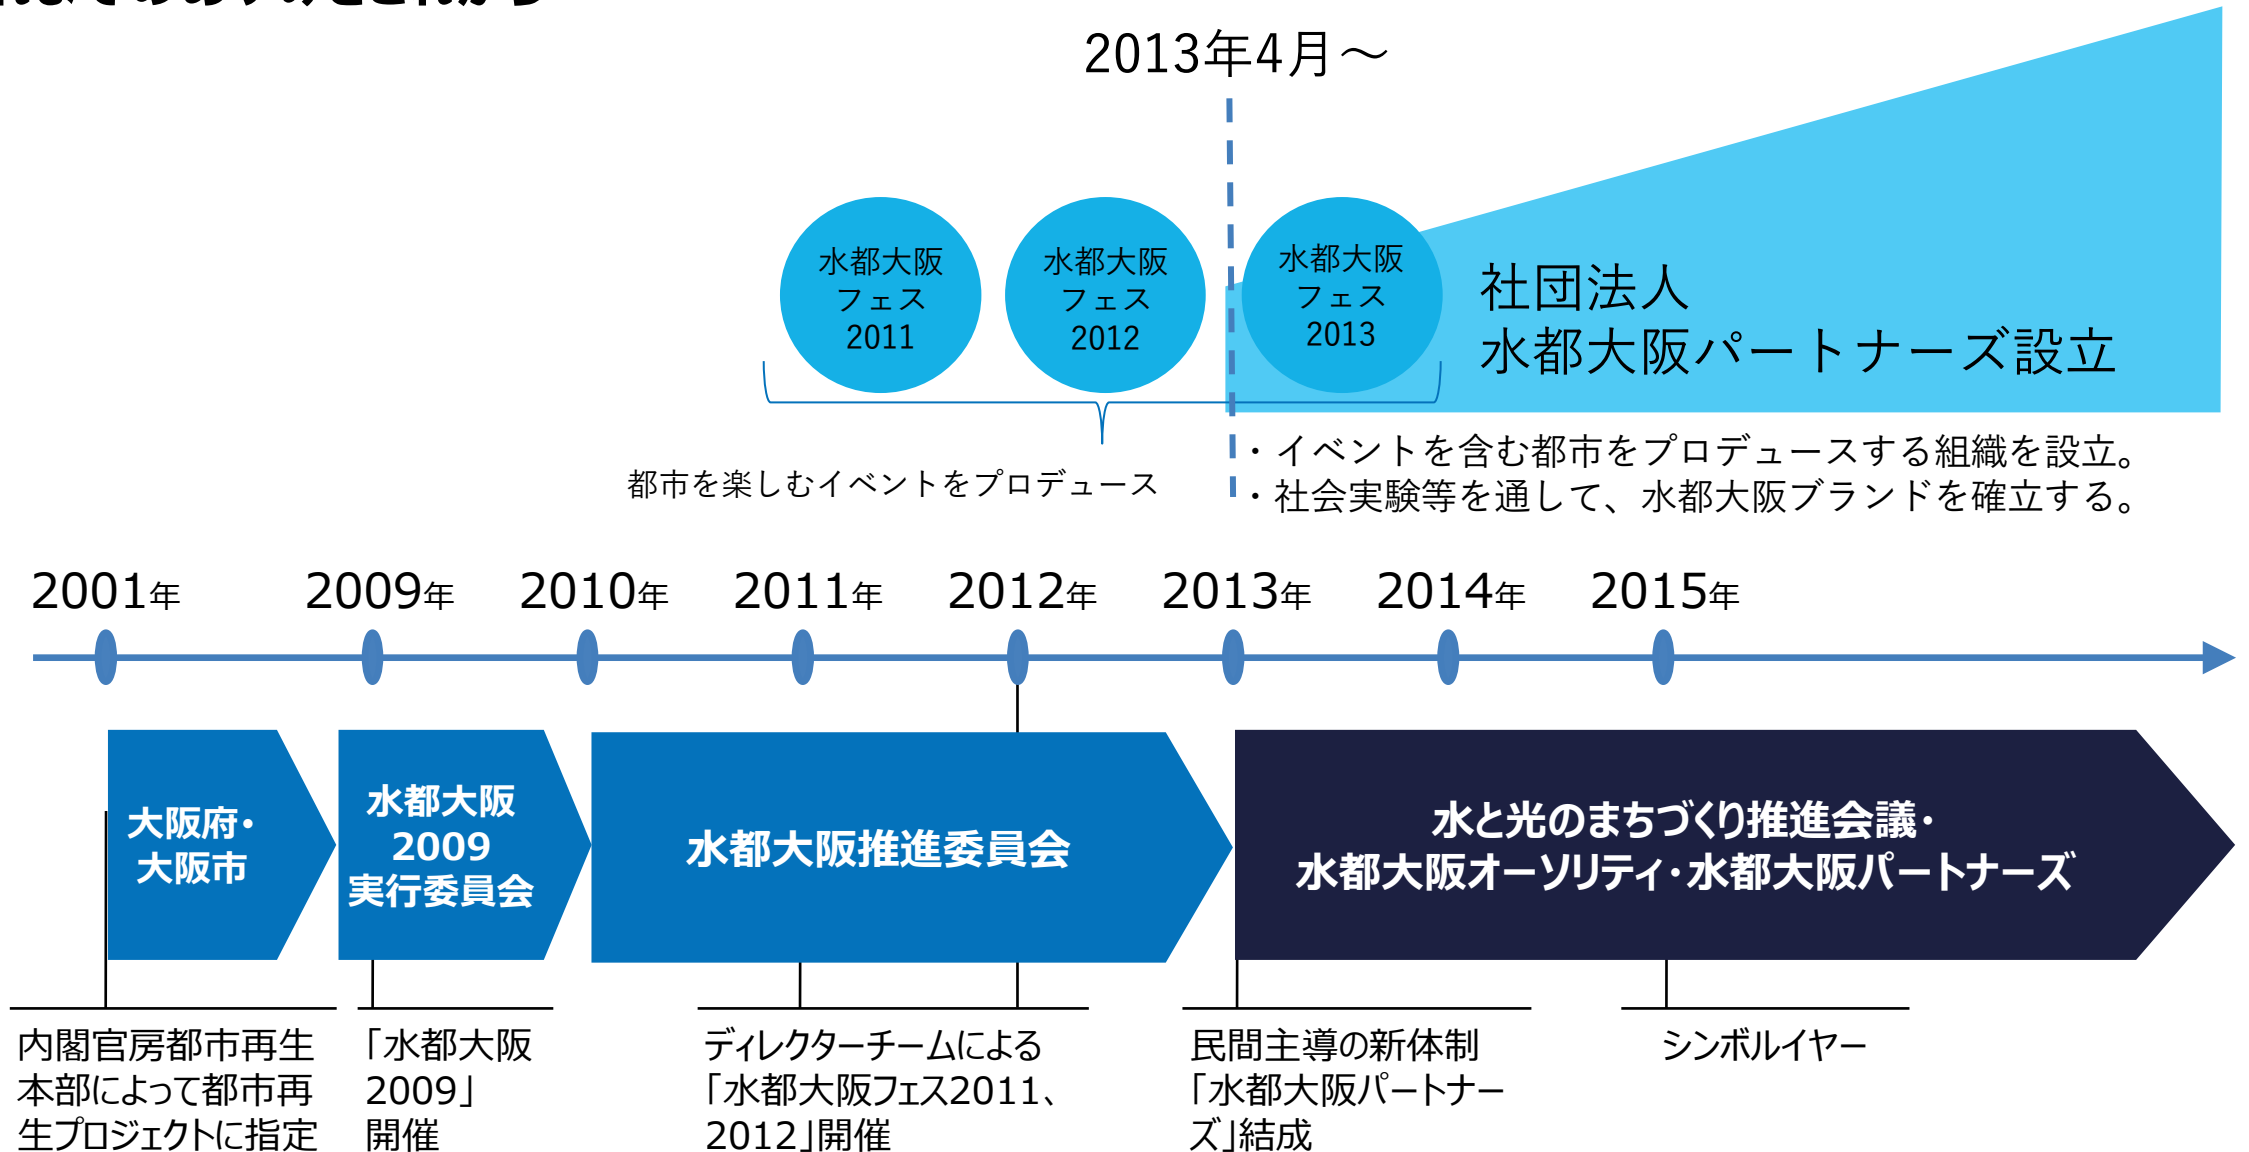 2013年4月～
水都大阪
フェス
2011
水都大阪
フェス
2012
水都大阪
フェス
2013
社団法人
水都大阪パートナーズ設立
都市を楽しむイベントをプロデュース
・イベントを含む都市をプロデュースする組織を設立。
・社会実験等を通して、水都大阪ブランドを確立する。
2001年
2009年
2010年
2011年
2012年
2013年
2014年
2015年
大阪府・
大阪市
水都大阪
2009
実行委員会
水都大阪推進委員会
水と光のまちづくり推進会議・
水都大阪オーソリティ・水都大阪パートナーズ
内閣官房都市再生
本部によって都市再
生プロジェクトに指定
「水都大阪
2009」
開催
ディレクターチームによる
「水都大阪フェス2011、
2012」開催
民間主導の新体制
「水都大阪パートナー
ズ」結成
シンボルイヤー